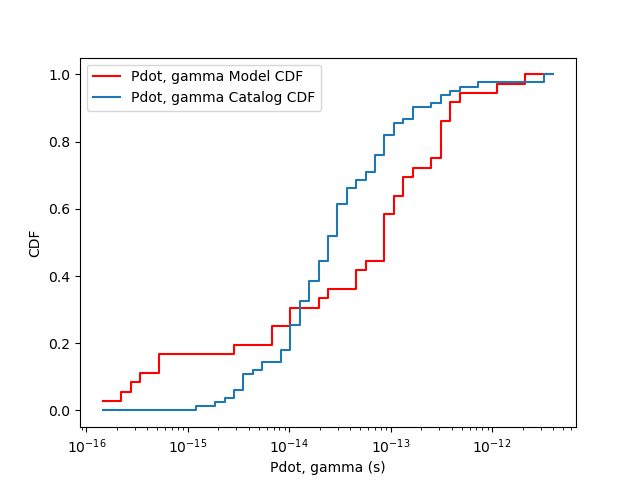 Pdot, gamma Model CDF
Pdot, gamma Catalog CDF
1.0
0.8
0.6
0.4
0.2
0.0
CDF
10⁻¹⁶
10⁻¹⁵
10⁻¹⁴
10⁻¹³
10⁻¹²
Pdot, gamma (s)